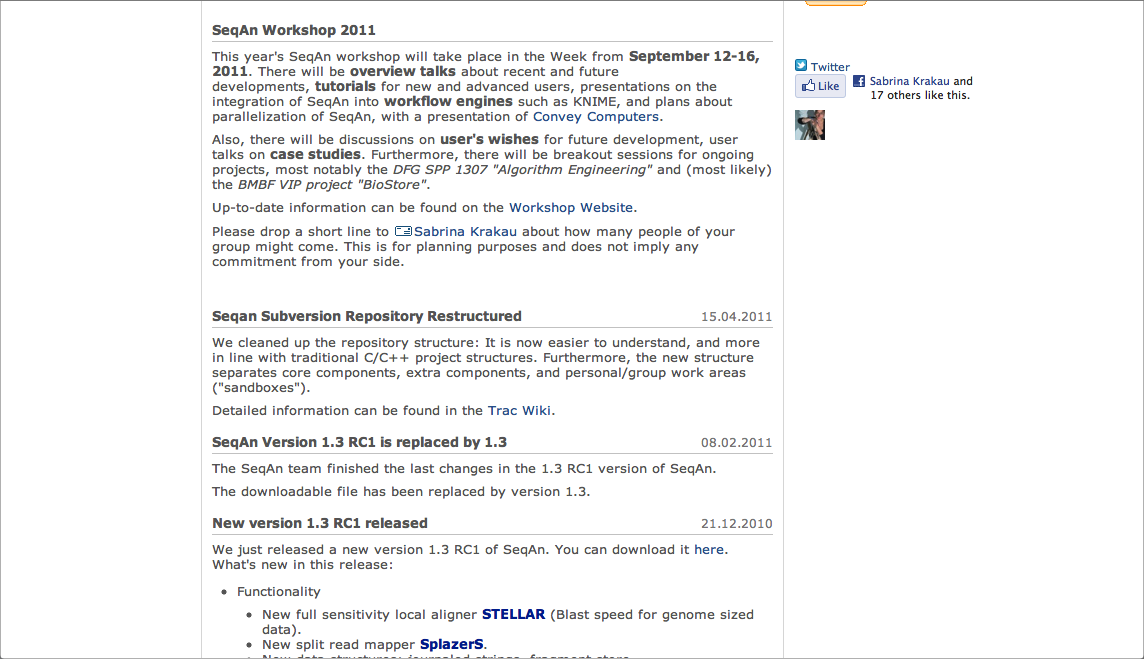 SeqAn Workshop 2011
This year's SeqAn workshop will take place in the Week from September 12-16,
2011. There will be overview talks about recent and future
developments, tutorials for new and advanced users, presentations on the
integration of SeqAn into workflow engines such as KNIME, and plans about
parallelization of SeqAn, with a presentation of Convey Computers.
Also, there will be discussions on user's wishes for future development, user
talks on case studies. Furthermore, there will be breakout sessions for ongoing
projects, most notably the DFG SPP 1307 "Algorithm Engineering" and (most likely)
the BMBF VIP project "BioStore".
Up-to-date information can be found on the Workshop Website.
Please drop a short line to Sabrina Krakau about how many people of your
group might come. This is for planning purposes and does not imply any
commitment from your side.
Seqan Subversion Repository Restructured 15.04.2011
We cleaned up the repository structure: It is now easier to understand, and more
in line with traditional C/C++ project structures. Furthermore, the new structure
separates core components, extra components, and personal/group work areas
("sandboxes").
Detailed information can be found in the Trac Wiki.
SeqAn Version 1.3 RC1 is replaced by 1.3 08.02.2011
The SeqAn team finished the last changes in the 1.3 RC1 version of SeqAn.
The downloadable file has been replaced by version 1.3.
New version 1.3 RC1 released 21.12.2010
We just released a new version 1.3 RC1 of SeqAn. You can download it here.
What's new in this release:
• Functionality
• New full sensitivity local aligner STELLAR (Blast speed for genome sized
data).
• New split read mapper SplazerS.
• New data structures: journaled strings, fragment store
Twitter
Like
Sabrina Krakau and
17 others like this.